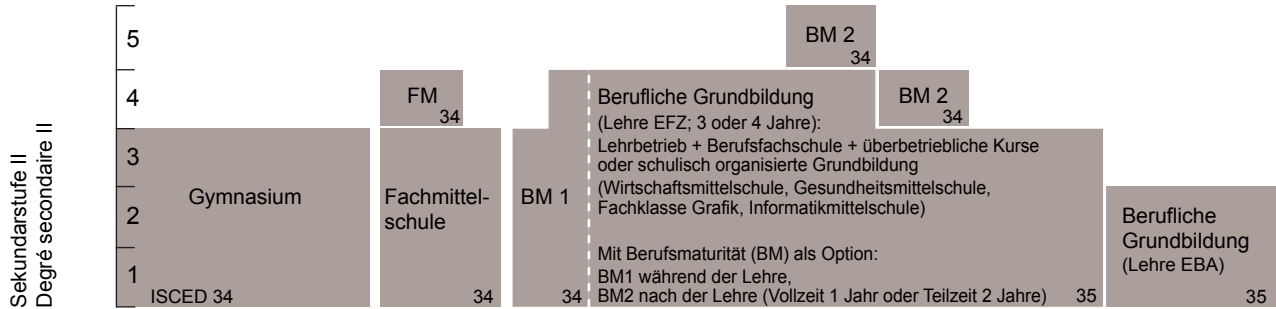 Sekundarstufe II
Degré secondaire II
5
4
3
2
1
Gymnasium
ISCED 34
FM
34
Fachmittel-
schule
34
BM 1
34
Berufliche Grundbildung
(Lehre EFZ; 3 oder 4 Jahre):
Lehrbetrieb + Berufsfachschule + überbetriebliche Kurse
oder schulisch organisierte Grundbildung
(Wirtschaftsmittelschule, Gesundheitsmittelschule,
Fachklasse Grafik, Informatikmittelschule)
Mit Berufsmaturität (BM) als Option:
BM1 während der Lehre,
BM2 nach der Lehre (Vollzeit 1 Jahr oder Teilzeit 2 Jahre)
35
BM 2
34
BM 2
34
Berufliche
Grundbildung
(Lehre EBA)
35